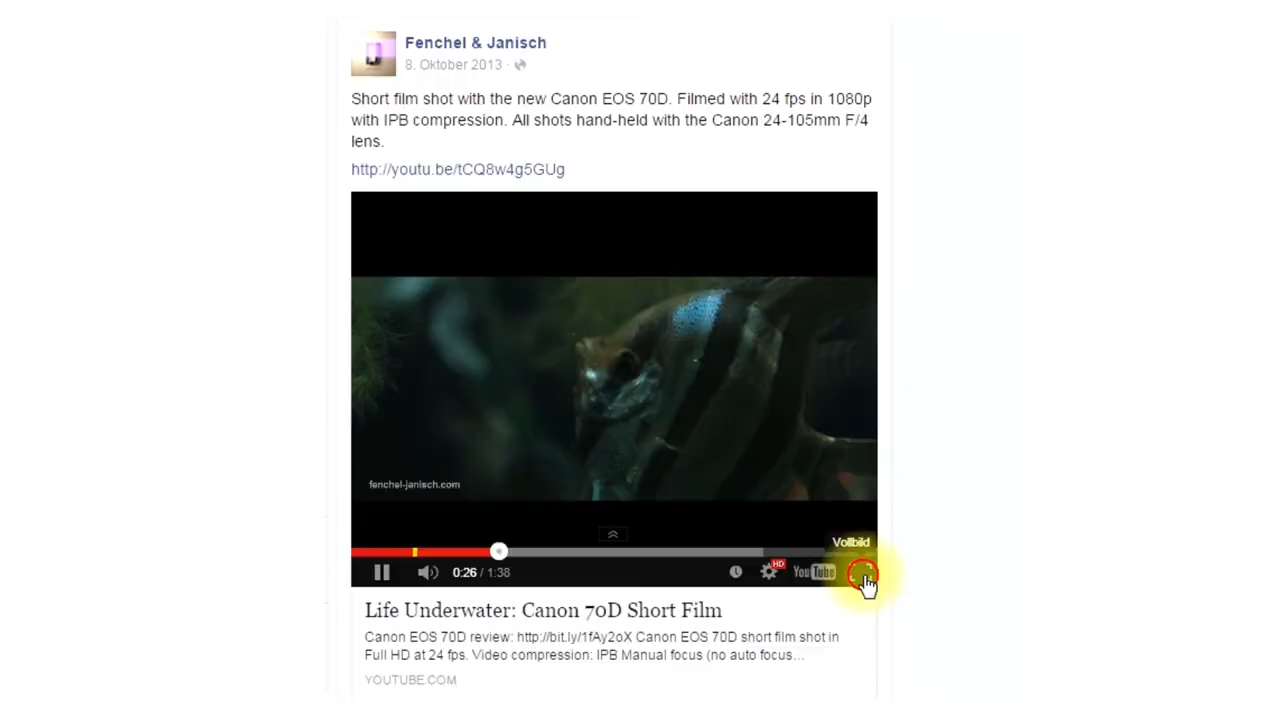 Fenchel & Janisch
8. Oktober 2013 ·
Short film shot with the new Canon EOS 70D. Filmed with 24 fps in 1080p
with IPB compression. All shots hand-held with the Canon 24-105mm F/4
lens.
http://youtu.be/tCQ8w4g5GUg
fenchel-janisch.com
Vollbild
0:26 / 1:38
HD
YouTube
Life Underwater: Canon 70D Short Film
Canon EOS 70D review: http://bit.ly/1fAy2oX Canon EOS 70D short film shot in
Full HD at 24 fps. Video compression: IPB Manual focus (no auto focus...
YOUTUBE.COM